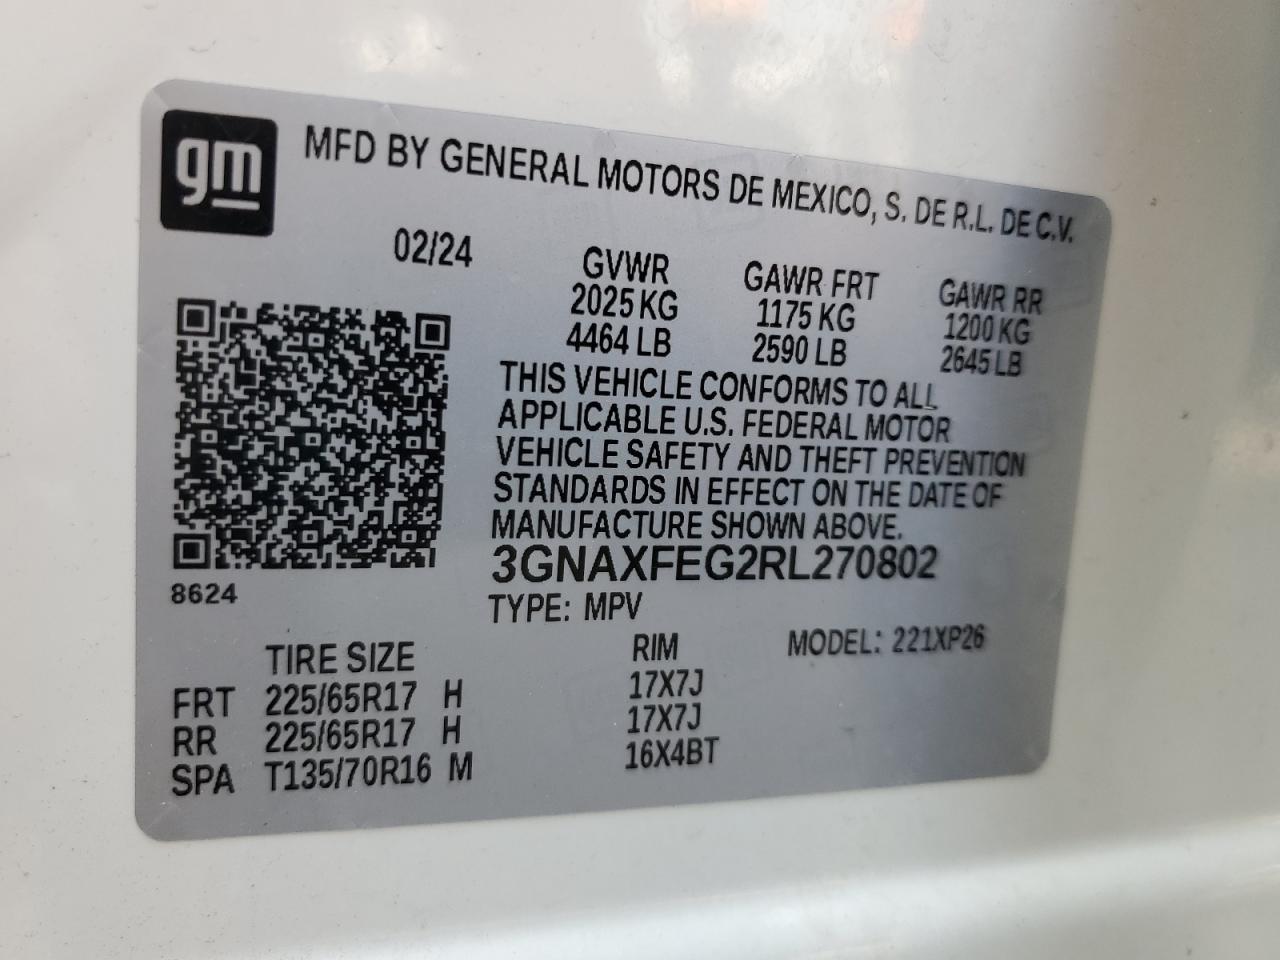 gm
MFD BY GENERAL MOTORS DE MEXICO, S. DE R.L. DE C.V.
02/24
GVWR GAWR FRT GAWR RR
2025 KG 1175 KG 1200 KG
4464 LB 2590 LB 2645 LB
THIS VEHICLE CONFORMS TO ALL
APPLICABLE U.S. FEDERAL MOTOR
VEHICLE SAFETY AND THEFT PREVENTION
STANDARDS IN EFFECT ON THE DATE OF
MANUFACTURE SHOWN ABOVE.
3GNAXFEG2RL270802
8624
TYPE: MPV
MODEL: 221XP26
TIRE SIZE RIM
FRT 225/65R17 H 17X7J
RR 225/65R17 H 17X7J
SPA T135/70R16 M 16X4BT